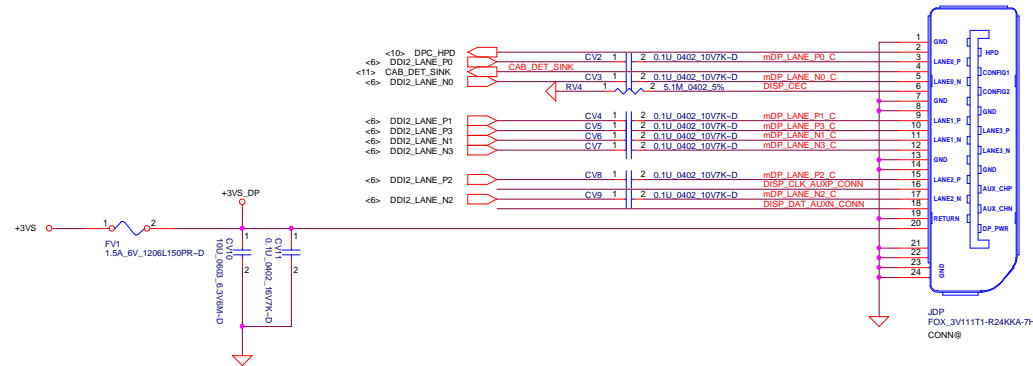 <10> DPC_HPD 1 GND
2 HPD
<6> DDI2_LANE_P0 CV2 1 2 0.1U_0402_10V7K~D mDP_LANE_P0_C 3 LANE0_P
<11> CAB_DET_SINK CAB_DET_SINK 4 CONFIG1
<6> DDI2_LANE_N0 CV3 1 2 0.1U_0402_10V7K~D mDP_LANE_N0_C 5 LANE0_N
RV4 1 2 5.1M_0402_5% DISP_CEC 6 CONFIG2
7 GND
8 GND
<6> DDI2_LANE_P1 CV4 1 2 0.1U_0402_10V7K~D mDP_LANE_P1_C 9 LANE1_P
<6> DDI2_LANE_P3 CV5 1 2 0.1U_0402_10V7K~D mDP_LANE_P3_C 10 LANE3_P
<6> DDI2_LANE_N1 CV6 1 2 0.1U_0402_10V7K~D mDP_LANE_N1_C 11 LANE1_N
<6> DDI2_LANE_N3 CV7 1 2 0.1U_0402_10V7K~D mDP_LANE_N3_C 12 LANE3_N
13 GND
14 GND
<6> DDI2_LANE_P2 CV8 1 2 0.1U_0402_10V7K~D mDP_LANE_P2_C 15 LANE2_P
DISP_CLK_AUXP_CONN 16 AUX_CHP
<6> DDI2_LANE_N2 CV9 1 2 0.1U_0402_10V7K~D mDP_LANE_N2_C 17 LANE2_N
DISP_DAT_AUXN_CONN 18 AUX_CHN
19 RETURN
20 DP_PWR
21
22
23
24 GND
+3VS_DP
+3VS 1 2
FV1
1.5A_6V_1206L150PR~D
1 2
CV10
10U_0603_6.3V6M~D
1 2
CV11
0.1U_0402_16V7K~D
JDP
FOX_3V111T1-R24KKA-7H
CONN@